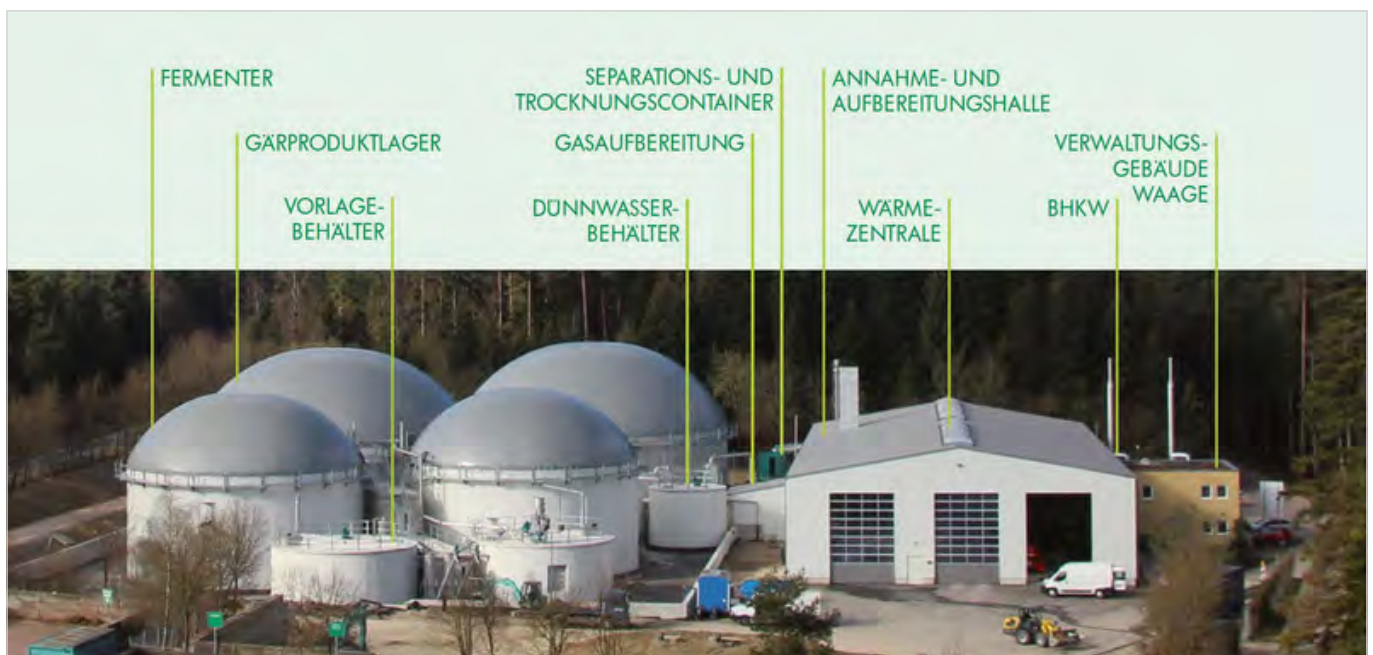 FERMENTER
GÄRPRODUKTLAGER
VORLAGE-
BEHÄLTER
SEPARATIONS- UND
TROCKNUNGSCONTAINER
GASAUFBEREITUNG
DÜNNWASSER-
BEHÄLTER
ANNAHME- UND
AUFBEREITUNGSHALLE
WÄRME-
ZENTRALE
VERWALTUNGS-
GEBÄUDE
WAAGE
BHKW